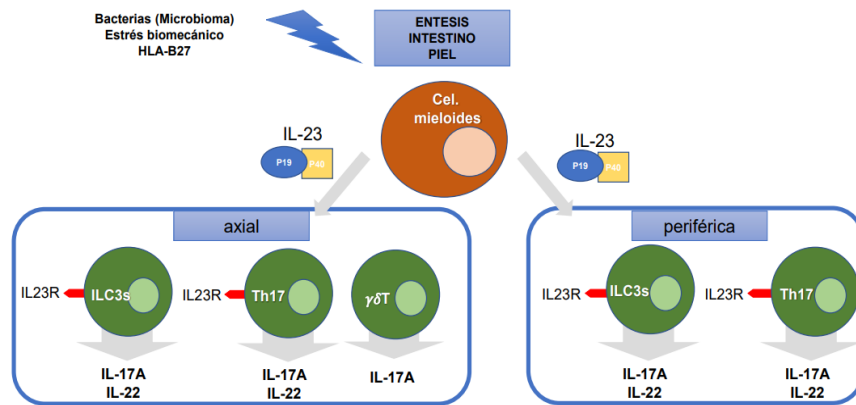 Bacterias (Microbioma)
Estrés biomecánico
HLA-B27
ENTESIS
INTESTINO
PIEL
Cel.
mieloides
IL-23
P19
P40
IL-23
P19
P40
axial
IL23R
ILC3s
IL23R
Th17
γδT
IL-17A
IL-22
IL-17A
IL-22
IL-17A
periférica
IL23R
ILC3s
IL23R
Th17
IL-17A
IL-22
IL-17A
IL-22